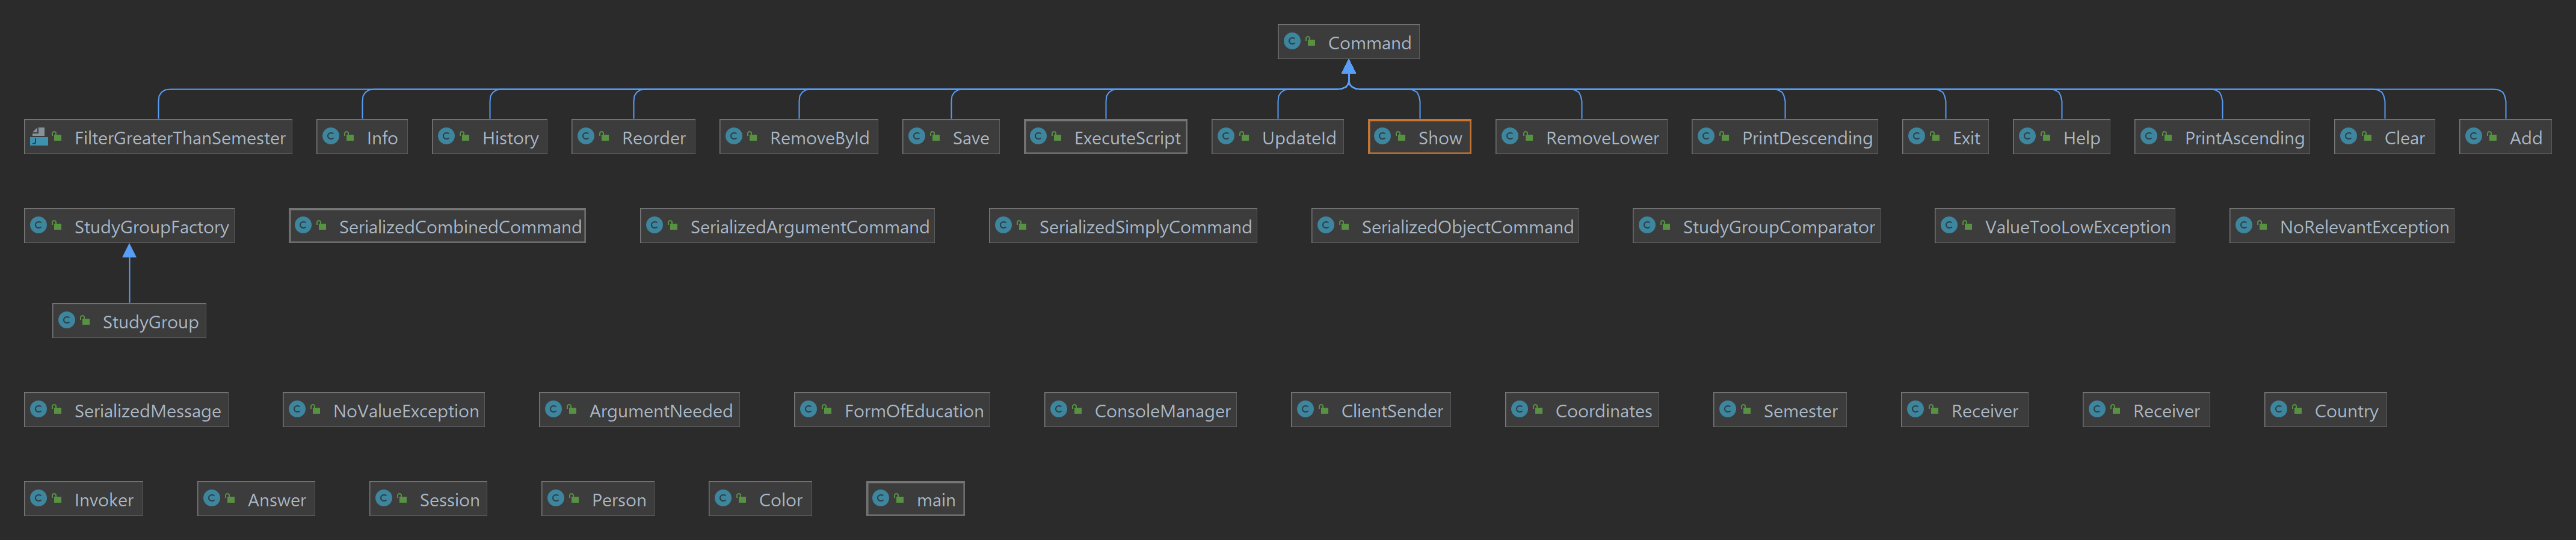 Command
FilterGreaterThanSemester Info History Reorder RemoveById Save ExecuteScript UpdateId Show RemoveLower PrintDescending Exit Help PrintAscending Clear Add
StudyGroupFactory SerializedCombinedCommand SerializedArgumentCommand SerializedSimplyCommand SerializedObjectCommand StudyGroupComparator ValueTooLowException NoRelevantException
StudyGroup
SerializedMessage NoValueException ArgumentNeeded FormOfEducation ConsoleManager ClientSender Coordinates Semester Receiver Receiver Country
Invoker Answer Session Person Color main